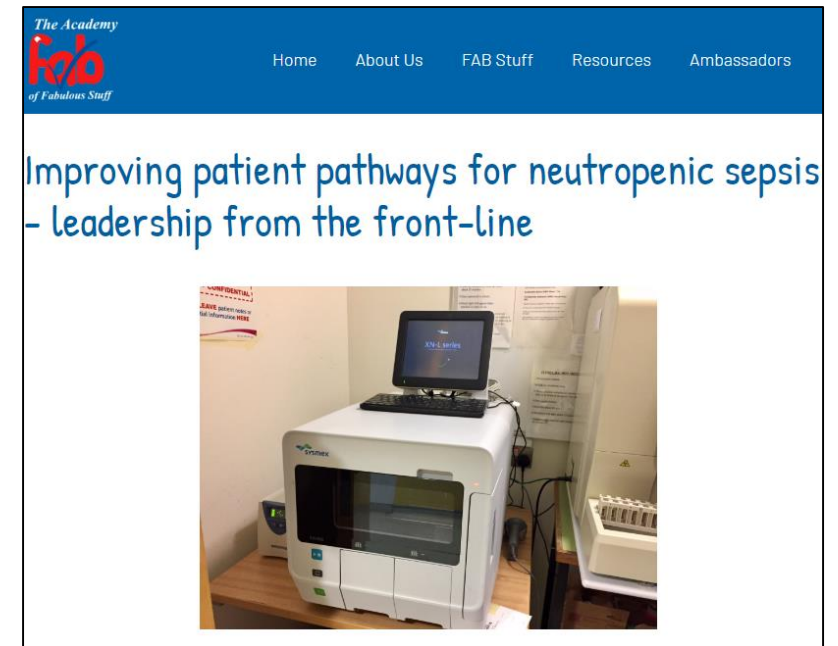 The Academy
Fab
of Fabulous Stuff
Home About Us FAB Stuff Resources Ambassadors
Improving patient pathways for neutropenic sepsis
– leadership from the front-line
CONFIDENTIAL
LEAVE patient notes or
information HERE
XN-L series
sysmex